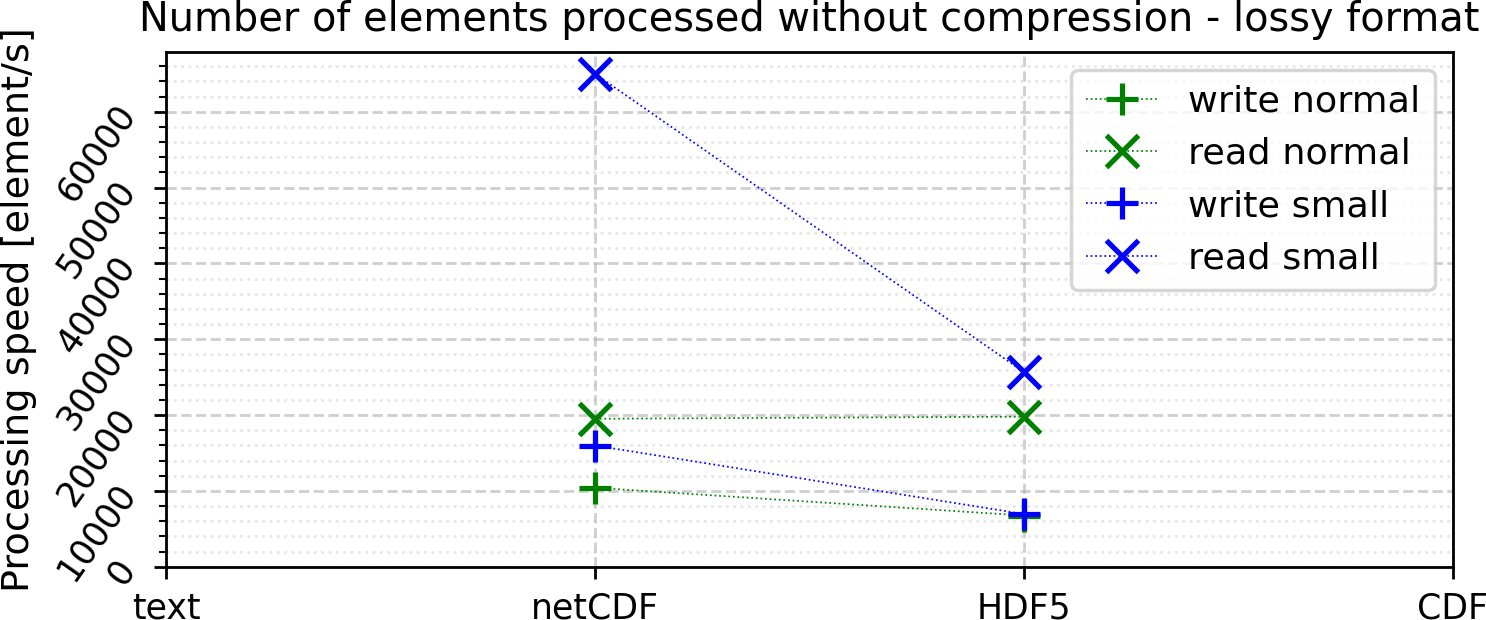 Number of elements processed without compression - lossy format
Processing speed [element/s]
60000
50000
40000
30000
20000
10000
0
write normal
read normal
write small
read small
text
netCDF
HDF5
CDF